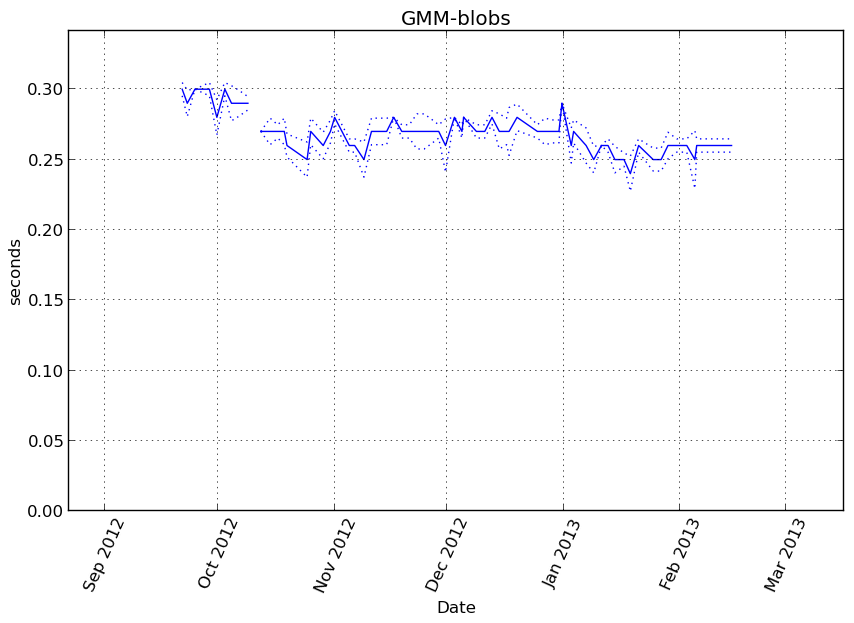 GMM-blobs
0.30
0.25
0.20
0.15
0.10
0.05
0.00
seconds
Sep 2012
Oct 2012
Nov 2012
Dec 2012
Jan 2013
Feb 2013
Mar 2013
Date